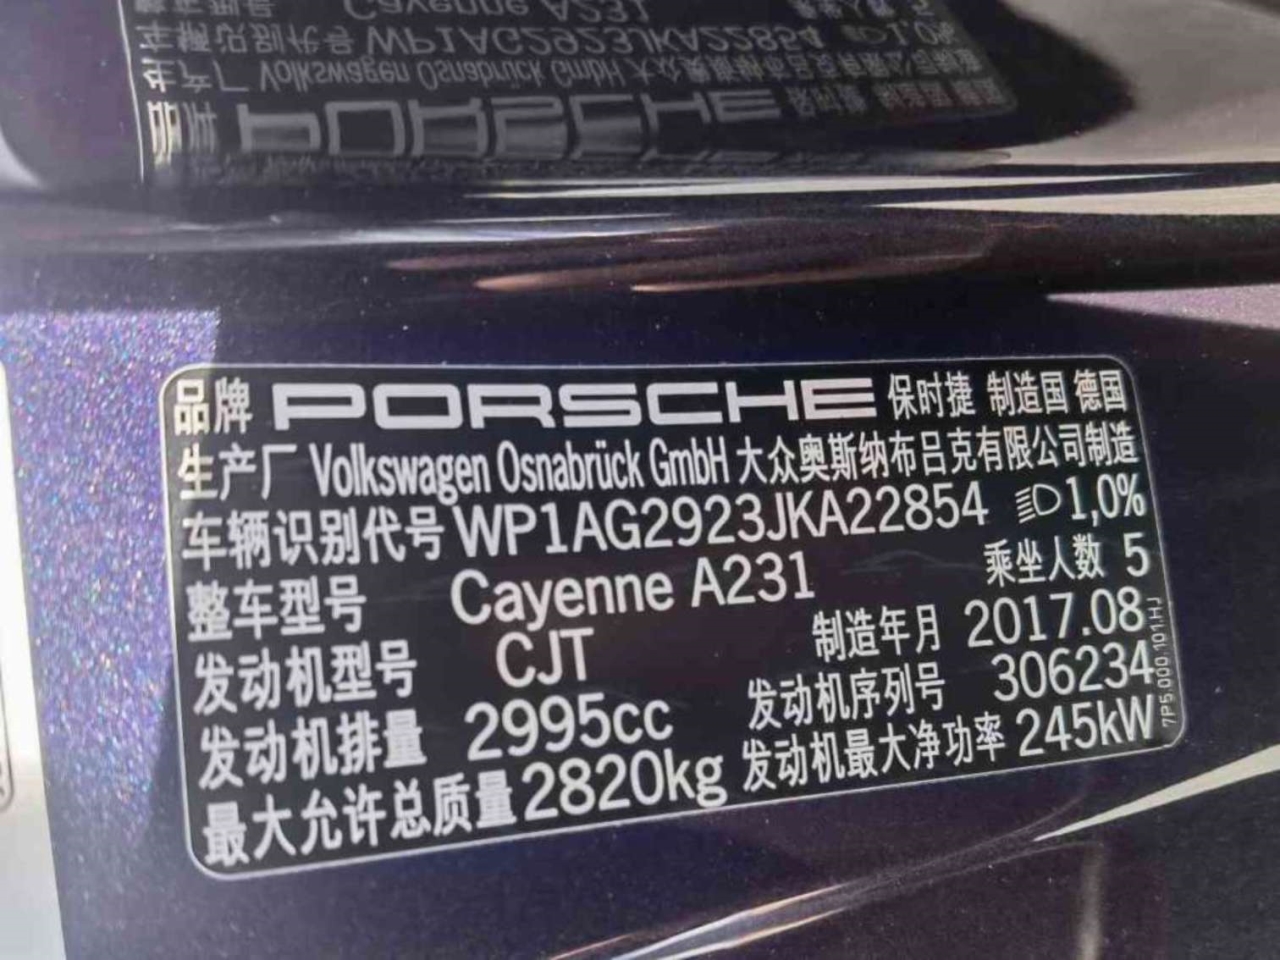 品牌 PORSCHE 保时捷 制造国 德国
生产厂 Volkswagen Osnabrück GmbH 大众奥斯纳布吕克有限公司制造
车辆识别代号 WP1AG2923JKA22854 1,0%
整车型号 Cayenne A231 乘坐人数 5
发动机型号 CJT 制造年月 2017.08
发动机排量 2995cc 发动机序列号 306234
最大允许总质量 2820kg 发动机最大净功率 245kW
7P5.000.101.HJ